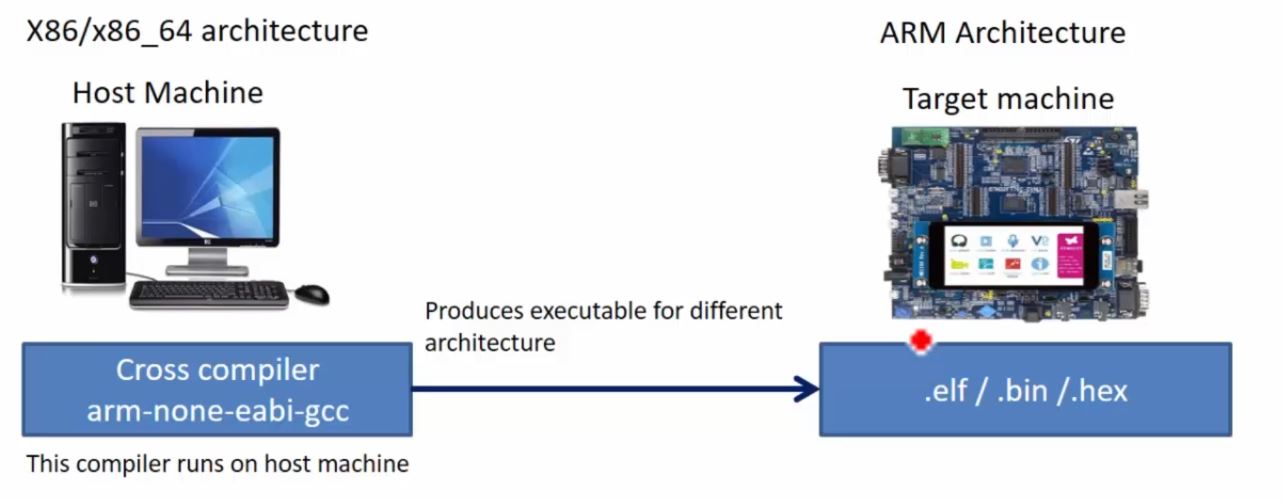 X86/x86_64 architecture
ARM Architecture
Host Machine
Target machine
Produces executable for different
architecture
Cross compiler
arm-none-eabi-gcc
.elf / .bin /.hex
This compiler runs on host machine